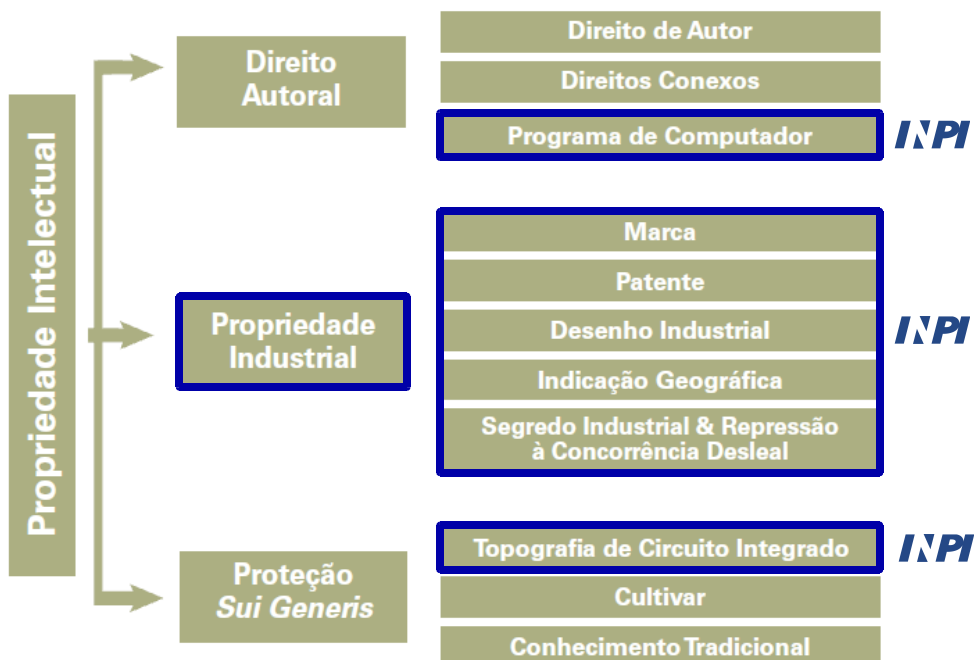 Propriedade Intelectual
Direito
Autoral
Direito de Autor
Direitos Conexos
Programa de Computador
INPI
Propriedade
Industrial
Marca
Patente
Desenho Industrial
Indicação Geográfica
Segredo Industrial & Repressão
à Concorrência Desleal
INPI
Proteção
Sui Generis
Topografia de Circuito Integrado
INPI
Cultivar
Conhecimento Tradicional